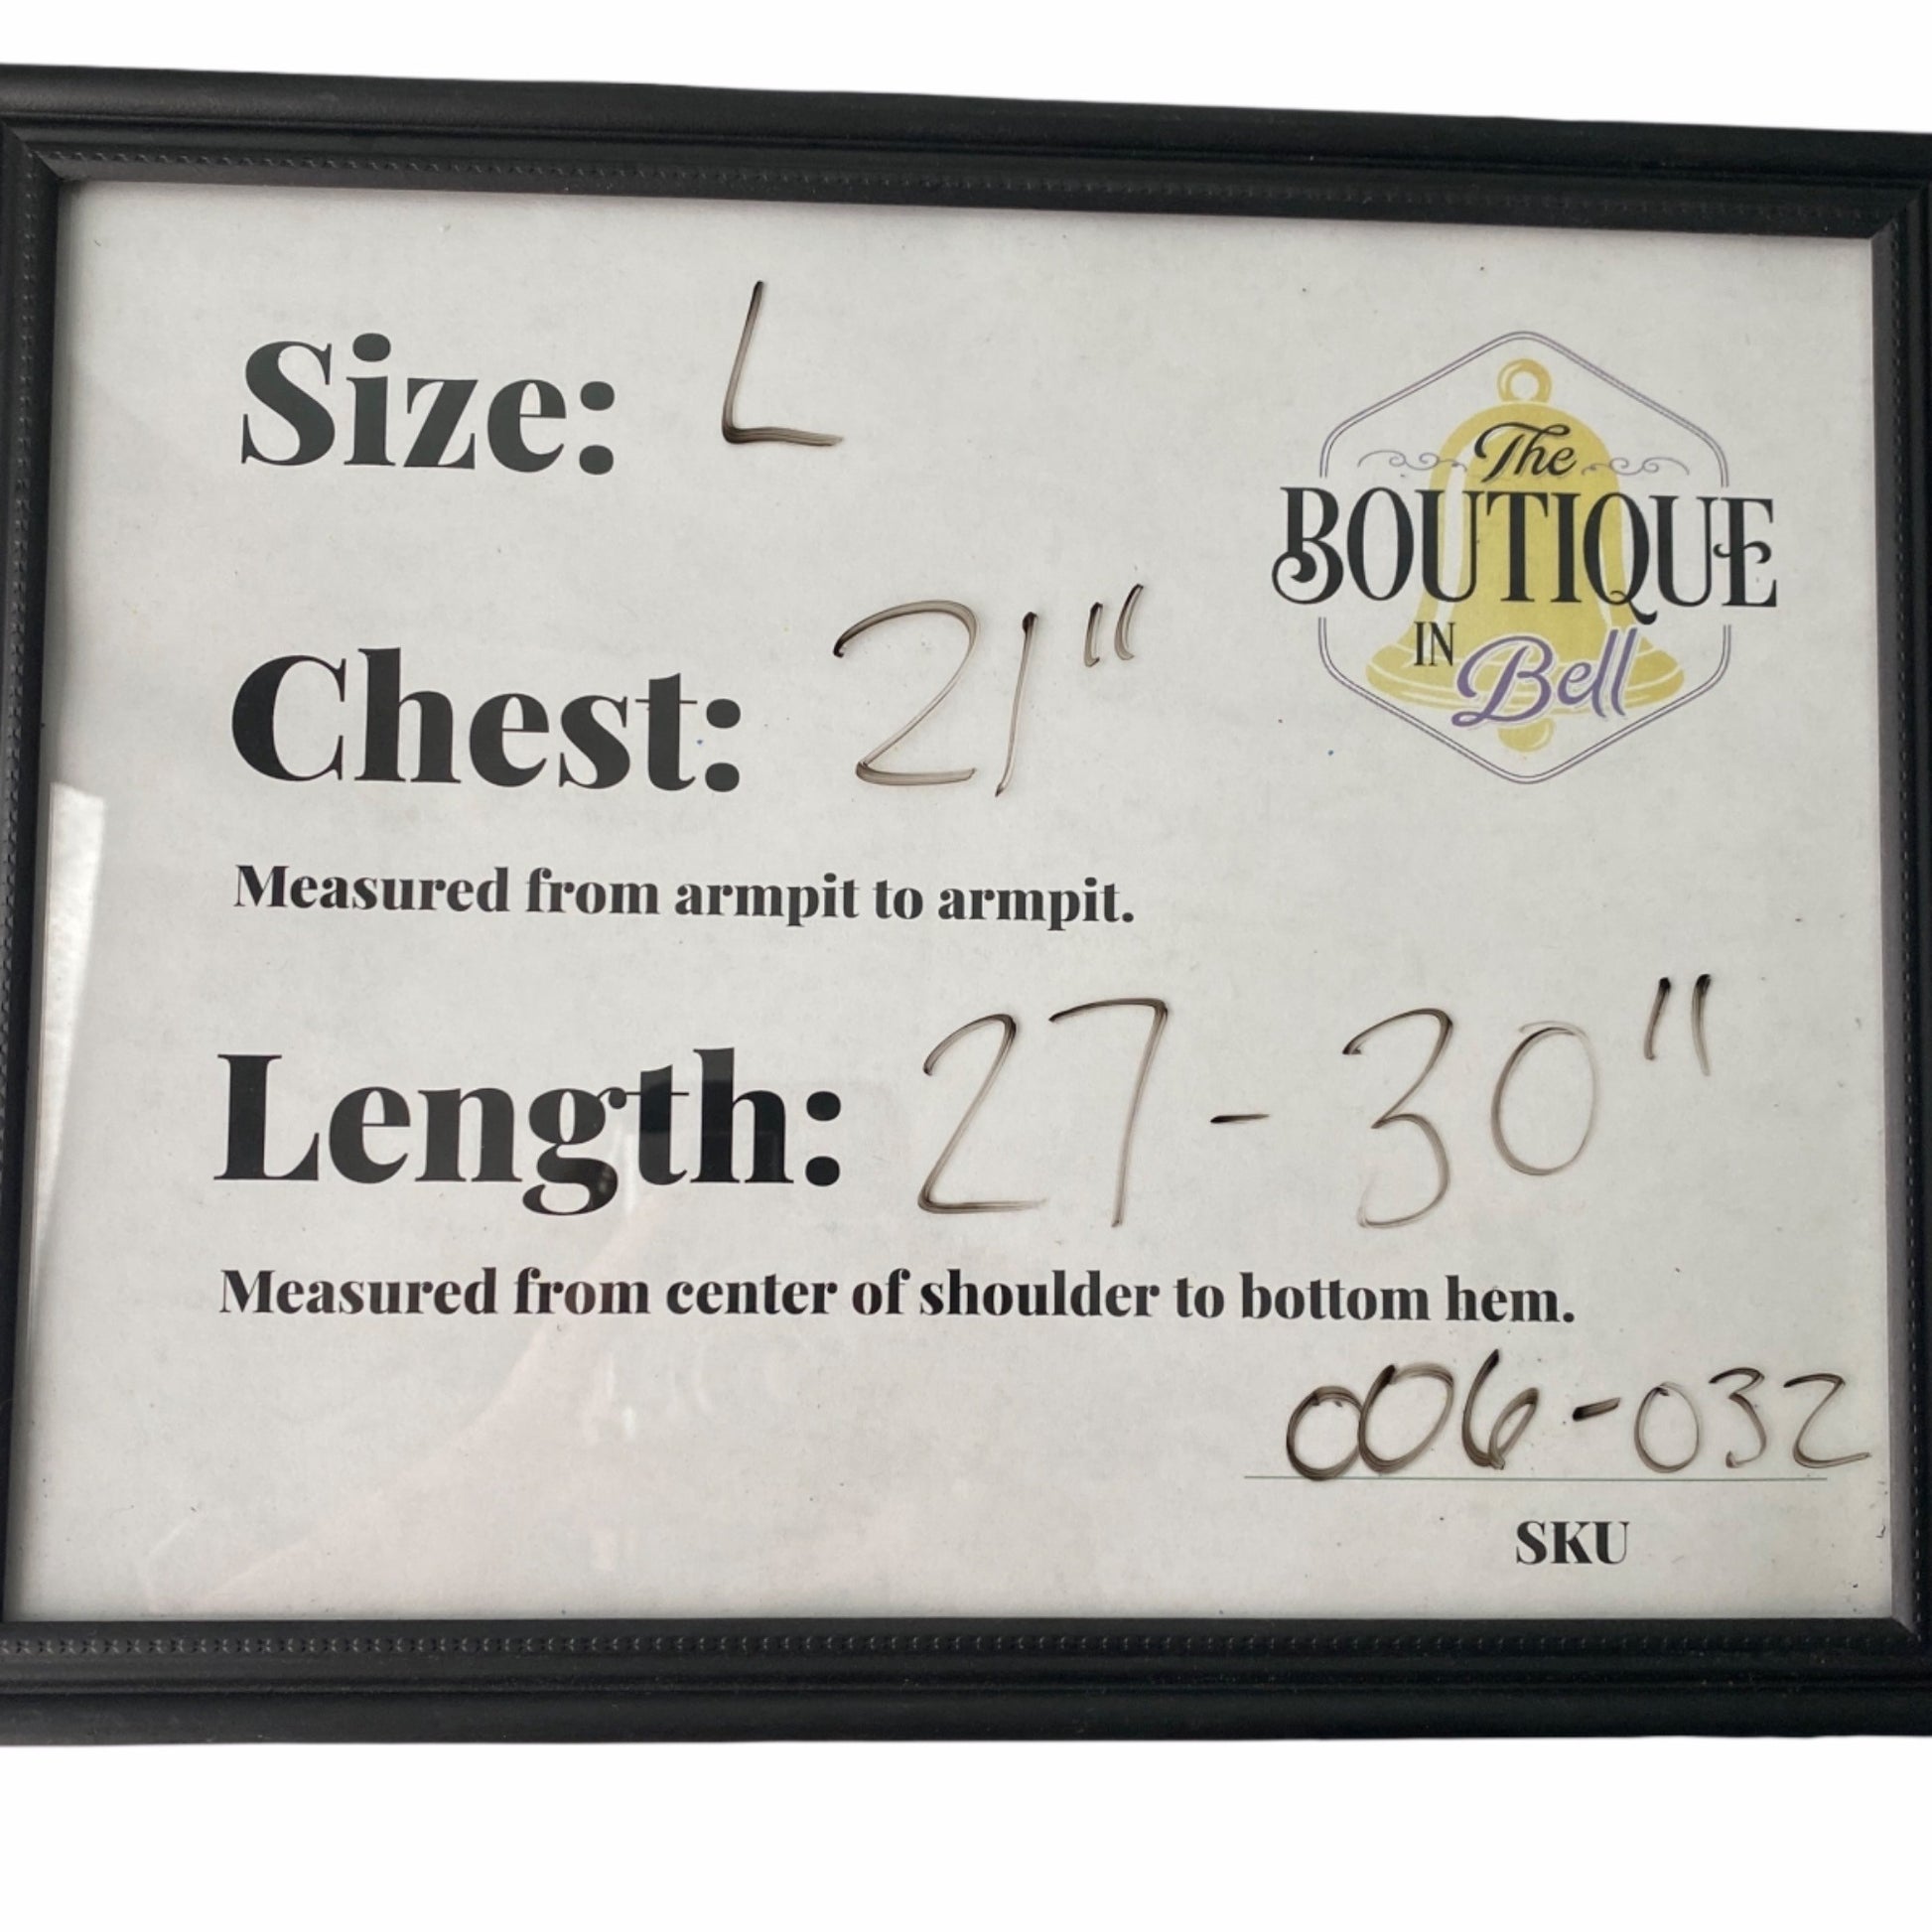 Size: L
The
BOUTIQUE
IN Bell
Chest: 21"
Measured from armpit to armpit.
Length: 27-30"
Measured from center of shoulder to bottom hem.
006-032
SKU